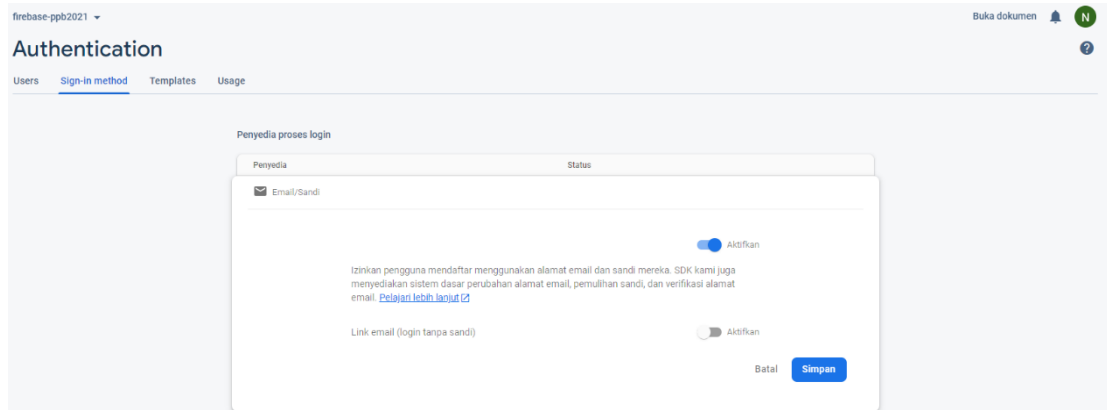 firebase-ppb2021
Buka dokumen
N
Authentication
?
Users
Sign-in method
Templates
Usage
Penyedia proses login
Penyedia
Status
Email/Sandi
Aktifkan
Izinkan pengguna mendaftar menggunakan alamat email dan sandi mereka. SDK kami juga
menyediakan sistem dasar perubahan alamat email, pemulihan sandi, dan verifikasi alamat
email. Pelajari lebih lanjut
Link email (login tanpa sandi)
Aktifkan
Batal
Simpan